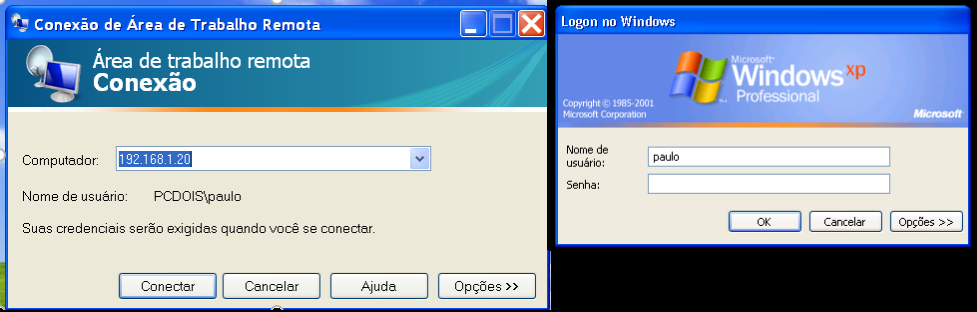 Conexão de Área de Trabalho Remota
Área de trabalho remota
Conexão
Computador: 192.168.1.20
Nome de usuário: PCDOIS\paulo
Suas credenciais serão exigidas quando você se conectar.
Conectar Cancelar Ajuda Opções >>
Logon no Windows
Microsoft
Windows xp
Professional
Copyright © 1985-2001
Microsoft Corporation
Microsoft
Nome de
usuário: paulo
Senha:
OK Cancelar Opções >>